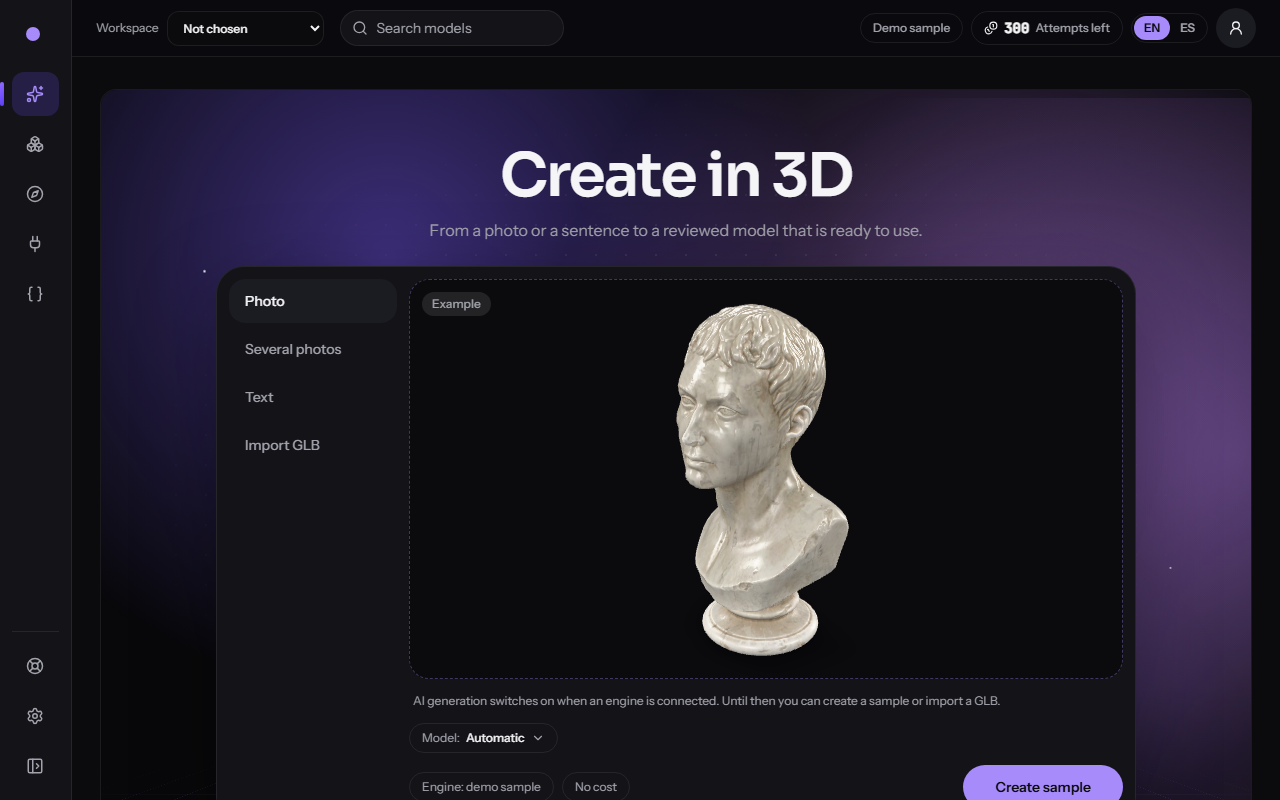 Workspace
Not chosen
Search models
Demo sample
300 Attempts left
EN
ES
Create in 3D
From a photo or a sentence to a reviewed model that is ready to use.
Photo
Several photos
Text
Import GLB
Example
AI generation switches on when an engine is connected. Until then you can create a sample or import a GLB.
Model: Automatic
Engine: demo sample
No cost
Create sample